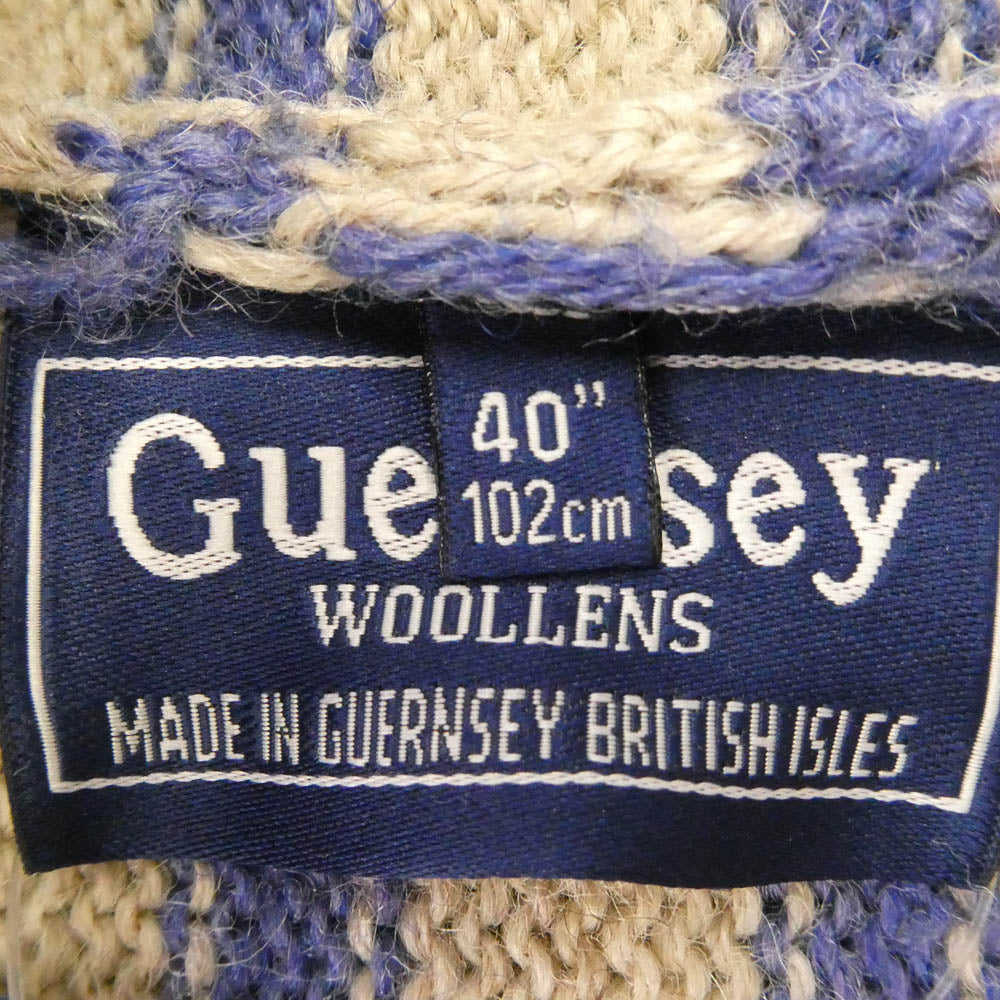 40"
102cm
Gue sey
WOOLLENS
MADE IN GUERNSEY BRITISH ISLES